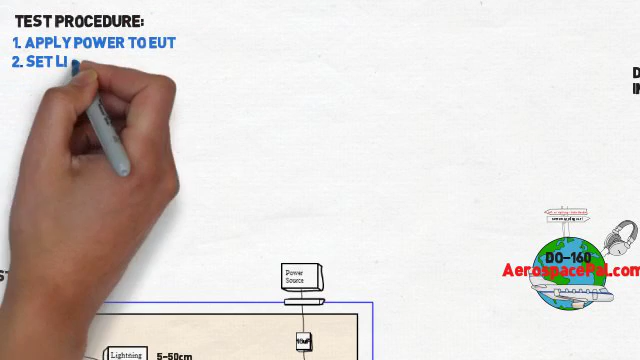 TEST PROCEDURE:
1. APPLY POWER TO EUT
2. SET LI
Power
Source
DO-160
AerospacePal.com
10uF
Lightning
5-50cm